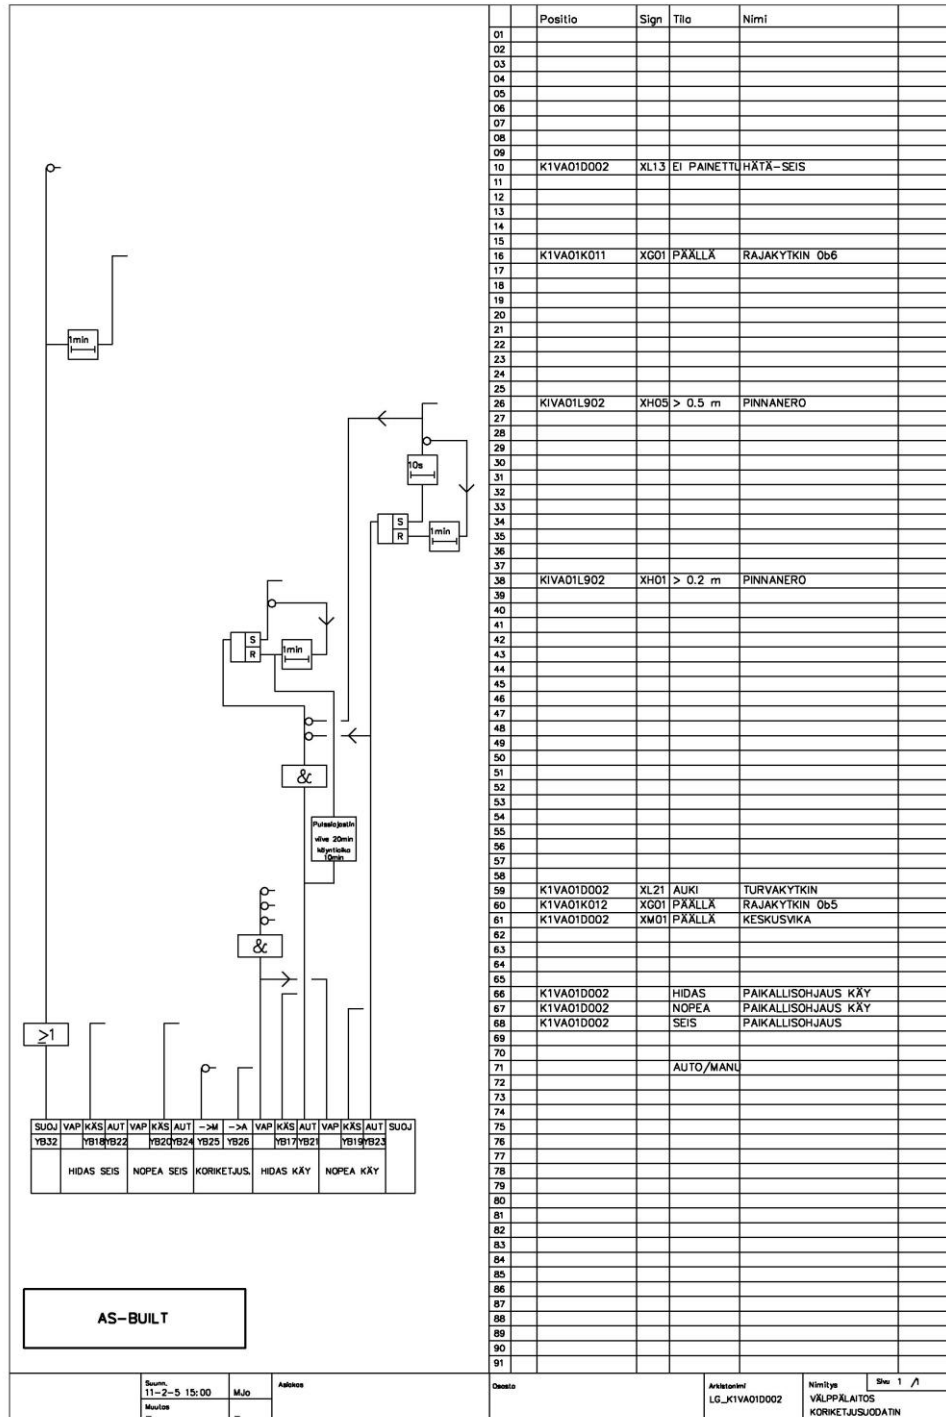 Positio Sign Tila Nimi
01
02
03
04
05
06
07
08
09
10 K1VA01D002 XL13 EI PAINETTU HÄTÄ-SEIS
11
12
13
14
15
16 K1VA01K011 XG01 PÄÄLLÄ RAJAKYTKIN 0b6
17
18
19
20
21
1min
22
23
24
25
26 KIVA01L902 XH05 > 0.5 m PINNANERO
27
28
29
30
10s
31
32
33
34
S
35
R 1min
36
37
38 KIVA01L902 XH01 > 0.2 m PINNANERO
39
40
41
42
S
43
R 1min
44
45
46
47
48
49
50
51
&
52
53
54
Pulssiajastin
55
viive 20min
56
käyntiaika
57
10min
58
59 K1VA01D002 XL21 AUKI TURVAKYTKIN
60 K1VA01K012 XG01 PÄÄLLÄ RAJAKYTKIN 0b5
61 K1VA01D002 XM01 PÄÄLLÄ KESKUSVIKA
62
63
&
64
65
66 K1VA01D002 HIDAS PAIKALLISOHJAUS KÄY
67 K1VA01D002 NOPEA PAIKALLISOHJAUS KÄY
68 K1VA01D002 SEIS PAIKALLISOHJAUS
69
≥1
70
71 AUTO/MANU
72
73
74
75
SUOJ VAP KÄS AUT VAP KÄS AUT ->M ->A VAP KÄS AUT VAP KÄS AUT SUOJ
76
YB32 YB18 YB22 YB20 YB24 YB25 YB26 YB17 YB21 YB19 YB23
77
78
HIDAS SEIS NOPEA SEIS KORIKETJUS. HIDAS KÄY NOPEA KÄY
79
80
81
82
83
84
85
86
87
88
AS-BUILT
89
90
91
Suunn.
11-2-5 15:00 MJo
Muutos
Asiakas
Osasto
Arkistonimi
LG_K1VA01D002
Nimitys
VÄLPPÄLAITOS
KORIKETJUSUODATIN
Sivu 1 /1